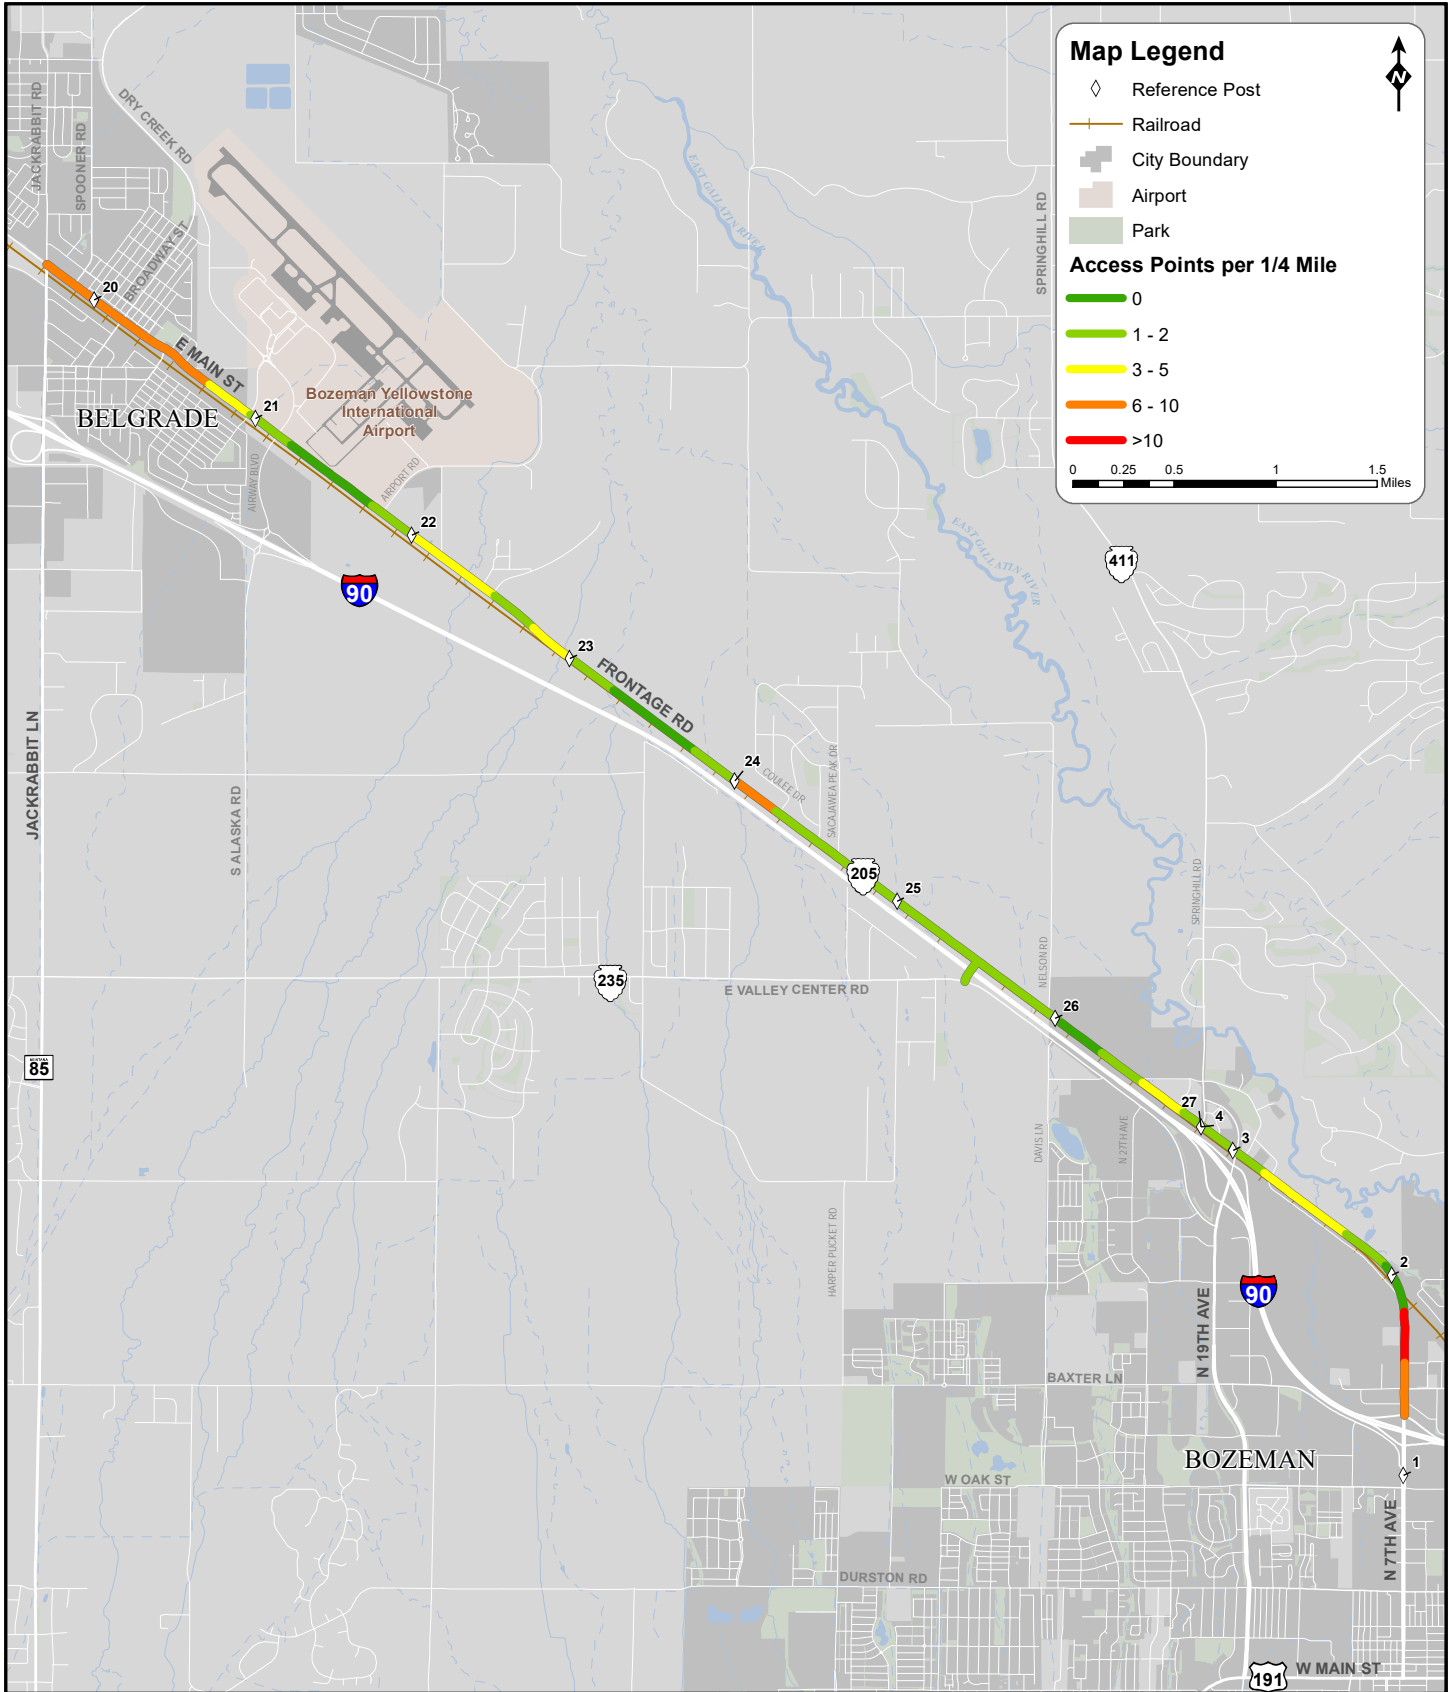 Map Legend
N
Reference Post
Railroad
City Boundary
Airport
Park
Access Points per 1/4 Mile
0
1 - 2
3 - 5
6 - 10
>10
0 0.25 0.5 1 1.5
Miles
JACKRABBIT RD
SPOONER RD
DRY CREEK RD
BROADWAY ST
20
E MAIN ST
21
BELGRADE
Bozeman Yellowstone
International
Airport
AIRWAY BLVD
AIRPORT RD
22
90
EAST GALLATIN RIVER
SPRINGHILL RD
EAST GALLATIN RIVER
411
23
FRONTAGE RD
JACKRABBIT LN
S ALASKA RD
24
COULEE DR
SACAJAWEA PEAK DR
205
25
SPRINGHILL RD
NELSON RD
235
E VALLEY CENTER RD
26
MONTANA
85
27
4
3
DAVIS LN
N 27TH AVE
HARPER PUCKET RD
2
90
N 19TH AVE
BAXTER LN
BOZEMAN
1
W OAK ST
N 7TH AVE
DURSTON RD
191
W MAIN ST